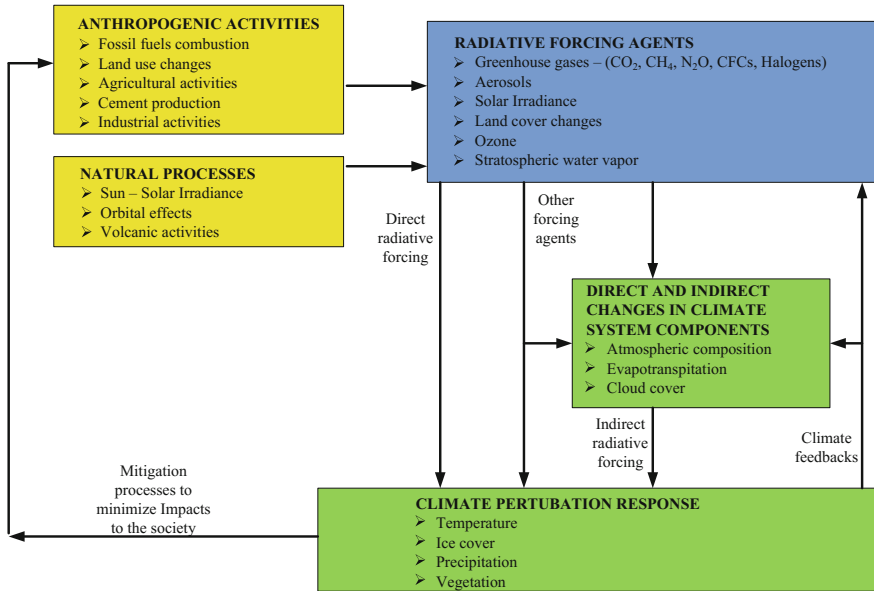 ANTHROPOGENIC ACTIVITIES
➢ Fossil fuels combustion
➢ Land use changes
➢ Agricultural activities
➢ Cement production
➢ Industrial activities
RADIATIVE FORCING AGENTS
➢ Greenhouse gases – (CO₂, CH₄, N₂O, CFCs, Halogens)
➢ Aerosols
➢ Solar Irradiance
➢ Land cover changes
➢ Ozone
➢ Stratospheric water vapor
NATURAL PROCESSES
➢ Sun – Solar Irradiance
➢ Orbital effects
➢ Volcanic activities
Direct
radiative
forcing
Other
forcing
agents
DIRECT AND INDIRECT
CHANGES IN CLIMATE
SYSTEM COMPONENTS
➢ Atmospheric composition
➢ Evapotranspitation
➢ Cloud cover
Indirect
radiative
forcing
Climate
feedbacks
Mitigation
processes to
minimize Impacts
to the society
CLIMATE PERTUBATION RESPONSE
➢ Temperature
➢ Ice cover
➢ Precipitation
➢ Vegetation